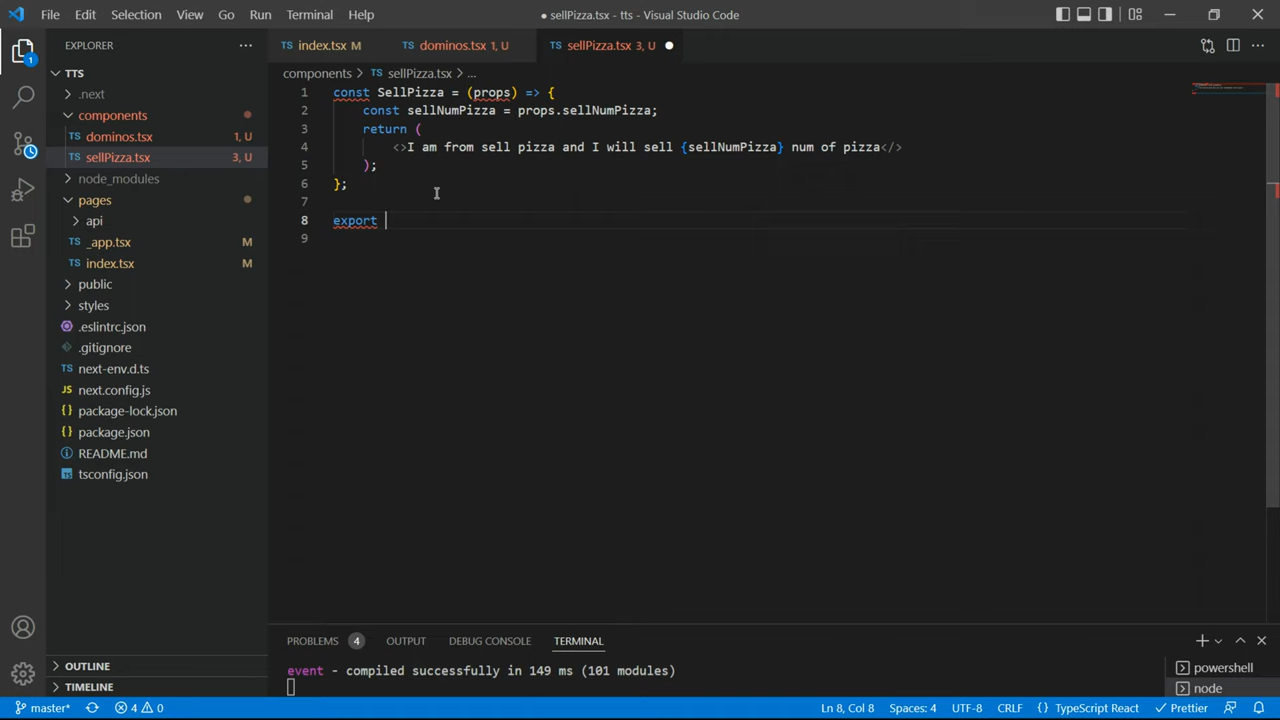 File Edit Selection View Go Run Terminal Help
● sellPizza.tsx - tts - Visual Studio Code
EXPLORER
TTS
.next
components
TS dominos.tsx 1, U
TS sellPizza.tsx 3, U
node_modules
pages
api
TS _app.tsx M
TS index.tsx M
public
styles
.eslintrc.json
.gitignore
TS next-env.d.ts
JS next.config.js
{} package-lock.json
{} package.json
README.md
TS tsconfig.json
OUTLINE
TIMELINE
1
TS index.tsx M
TS dominos.tsx 1, U
TS sellPizza.tsx 3, U ●
components > TS sellPizza.tsx > ...
1 const SellPizza = (props) => {
2 const sellNumPizza = props.sellNumPizza;
3 return (
4 <>I am from sell pizza and I will sell {sellNumPizza} num of pizza</>
5 );
6 };
7
8 export
9
PROBLEMS 4 OUTPUT DEBUG CONSOLE TERMINAL
event - compiled successfully in 149 ms (101 modules)
powershell
node
master* 4 0 Ln 8, Col 8 Spaces: 4 UTF-8 CRLF {} TypeScript React Prettier